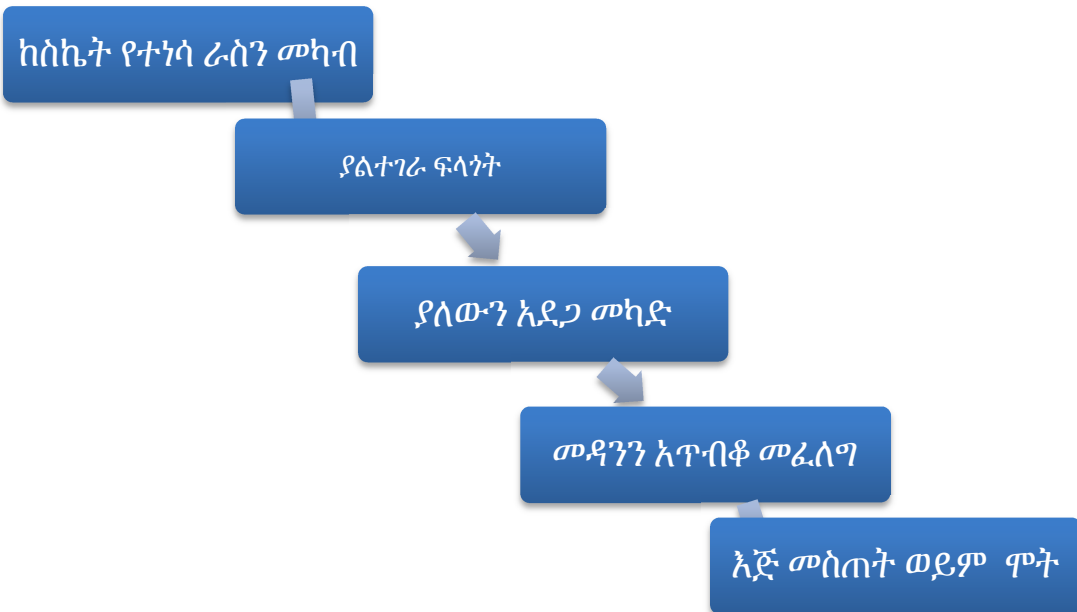 ከስኬት የተነሳ ራስን መካብ
ያልተገራ ፍላጎት
ያለውን አደጋ መካድ
መዳንን አጥብቆ መፈለግ
እጅ መስጠት ወይም ሞት